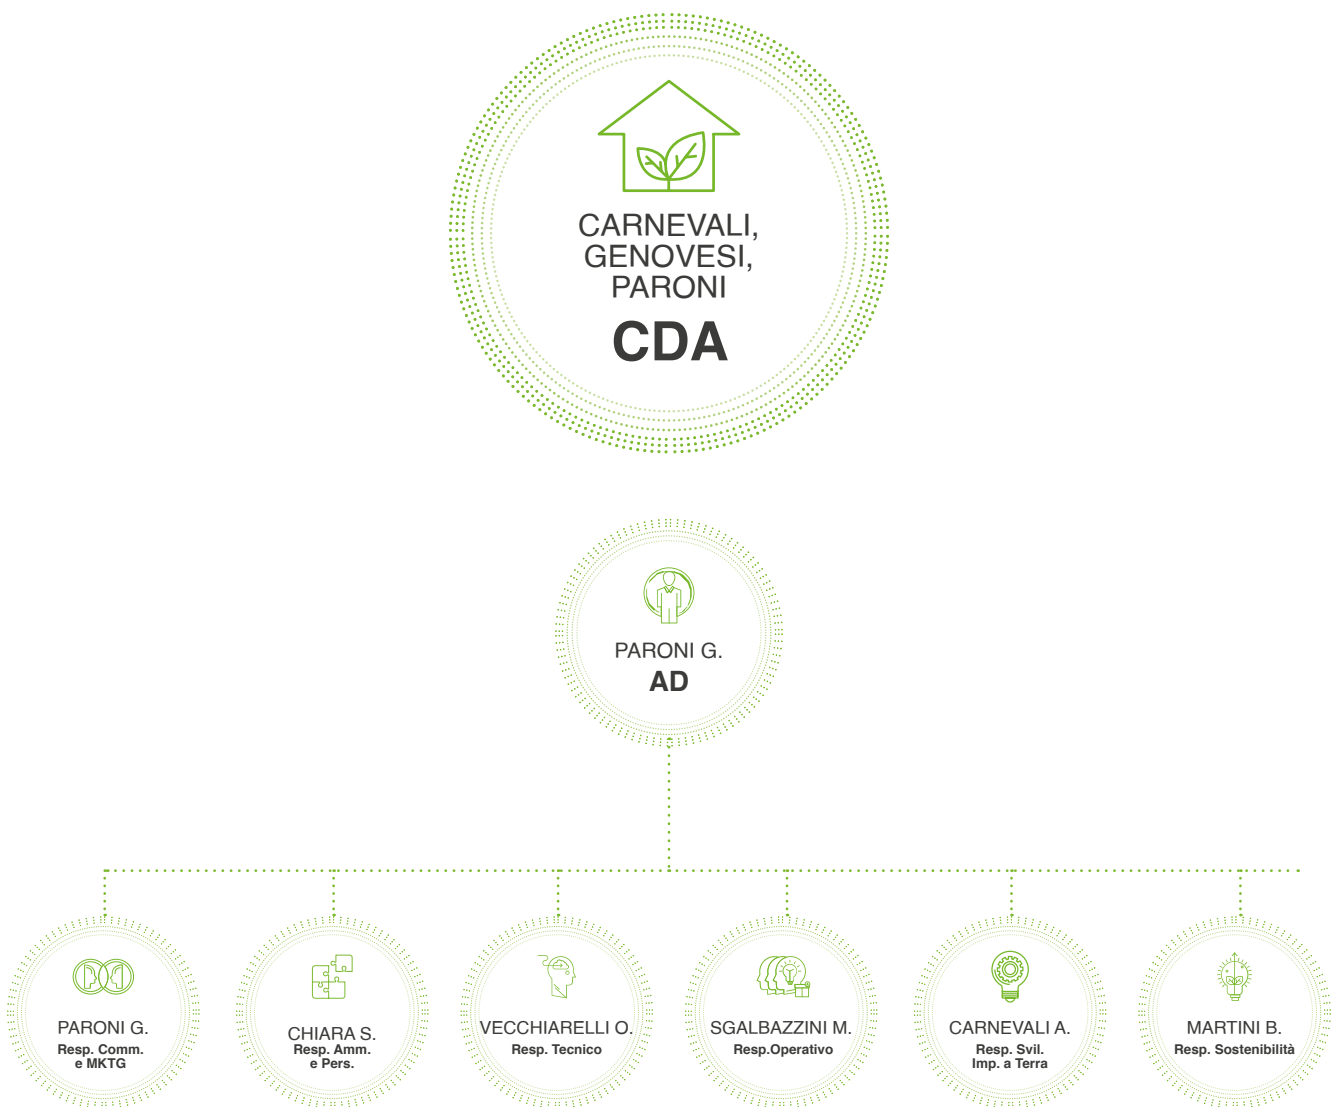 CARNEVALI,
GENOVESI,
PARONI
CDA
PARONI G.
AD
PARONI G.
Resp. Comm.
e MKTG
CHIARA S.
Resp. Amm.
e Pers.
VECCHIARELLI O.
Resp. Tecnico
SGALBAZZINI M.
Resp.Operativo
CARNEVALI A.
Resp. Svil.
Imp. a Terra
MARTINI B.
Resp. Sostenibilità